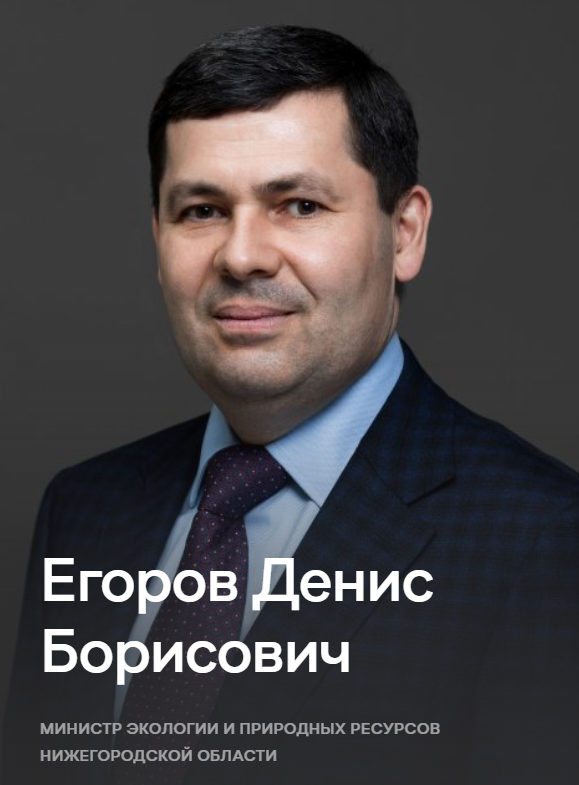 Егоров Денис
Борисович
МИНИСТР ЭКОЛОГИИ И ПРИРОДНЫХ РЕСУРСОВ
НИЖЕГОРОДСКОЙ ОБЛАСТИ